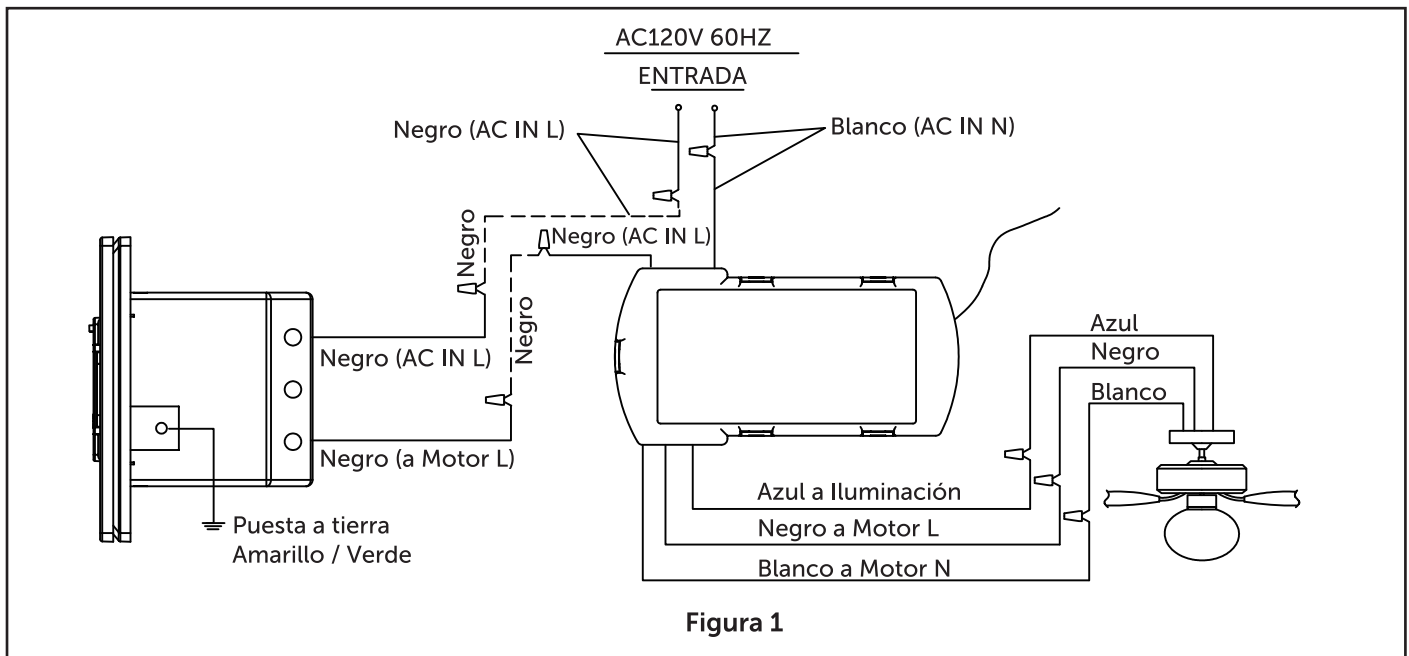 AC120V 60HZ
ENTRADA
Negro (AC IN L)
Blanco (AC IN N)
Negro
Negro (AC IN L)
Negro
Negro (AC IN L)
Negro (a Motor L)
Puesta a tierra
Amarillo / Verde
Azul
Negro
Blanco
Azul a Iluminación
Negro a Motor L
Blanco a Motor N
Figura 1